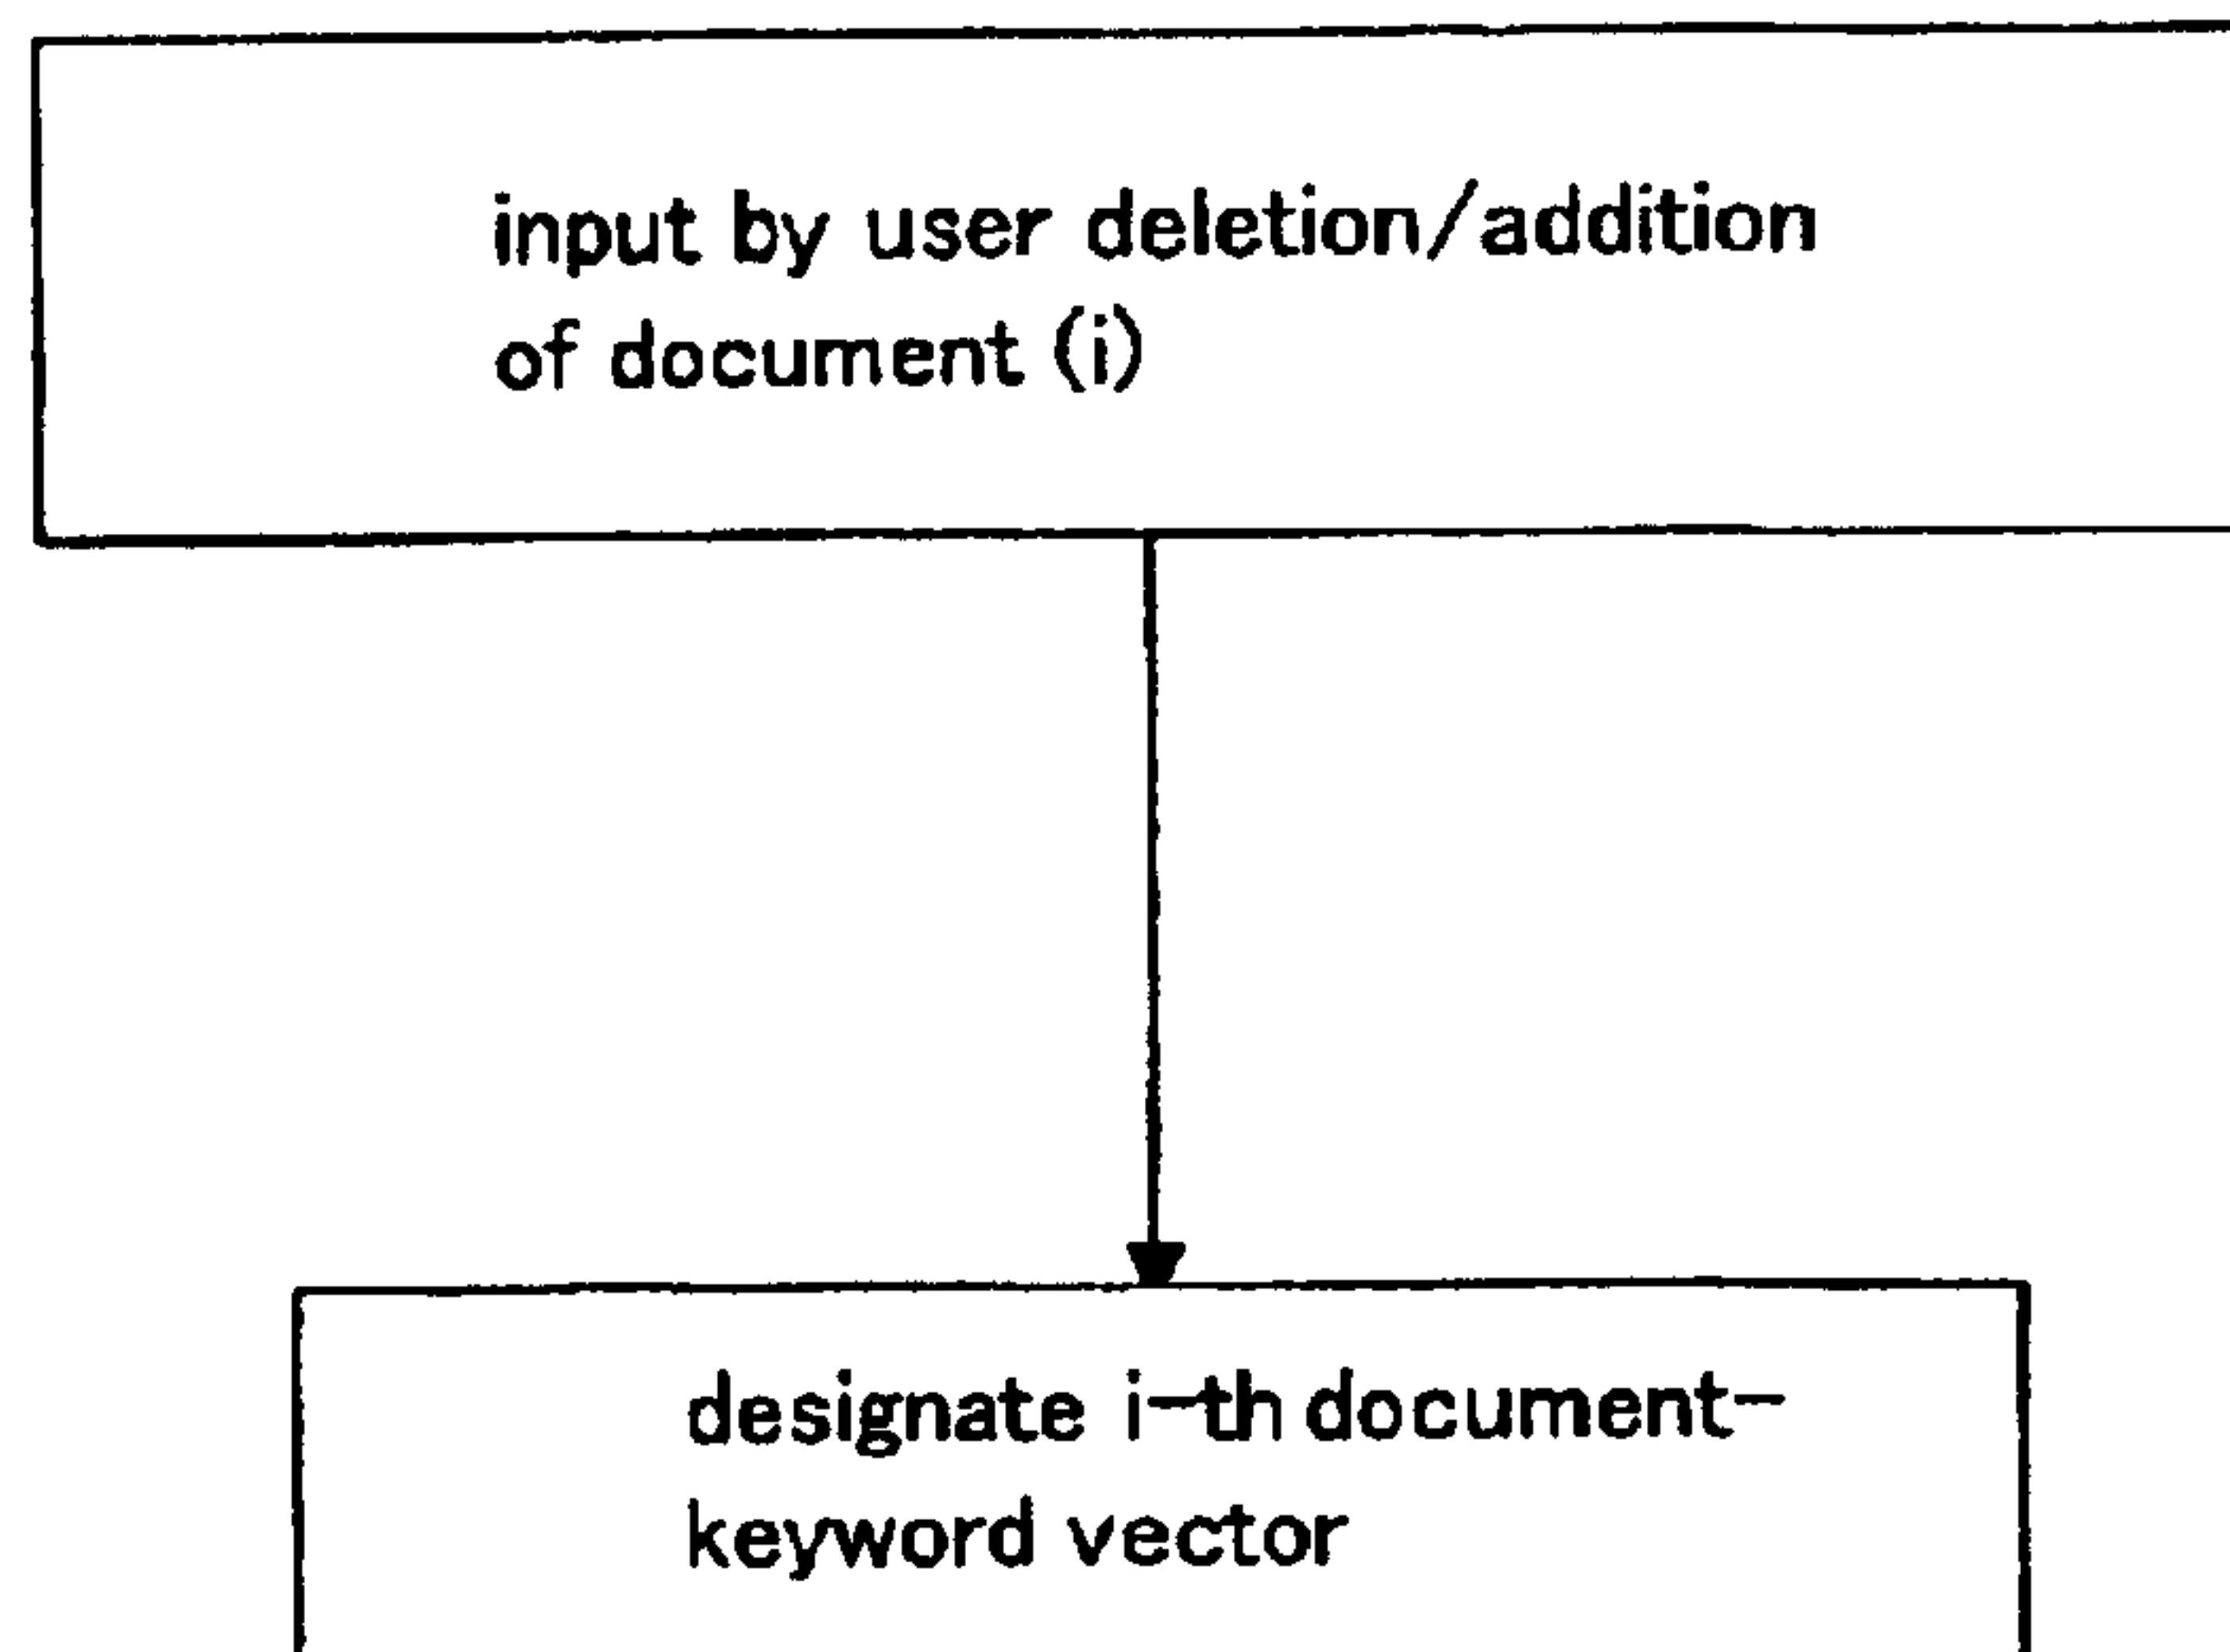 input by user deletion/addition
of document (i)
designate i-th document-
keyword vector